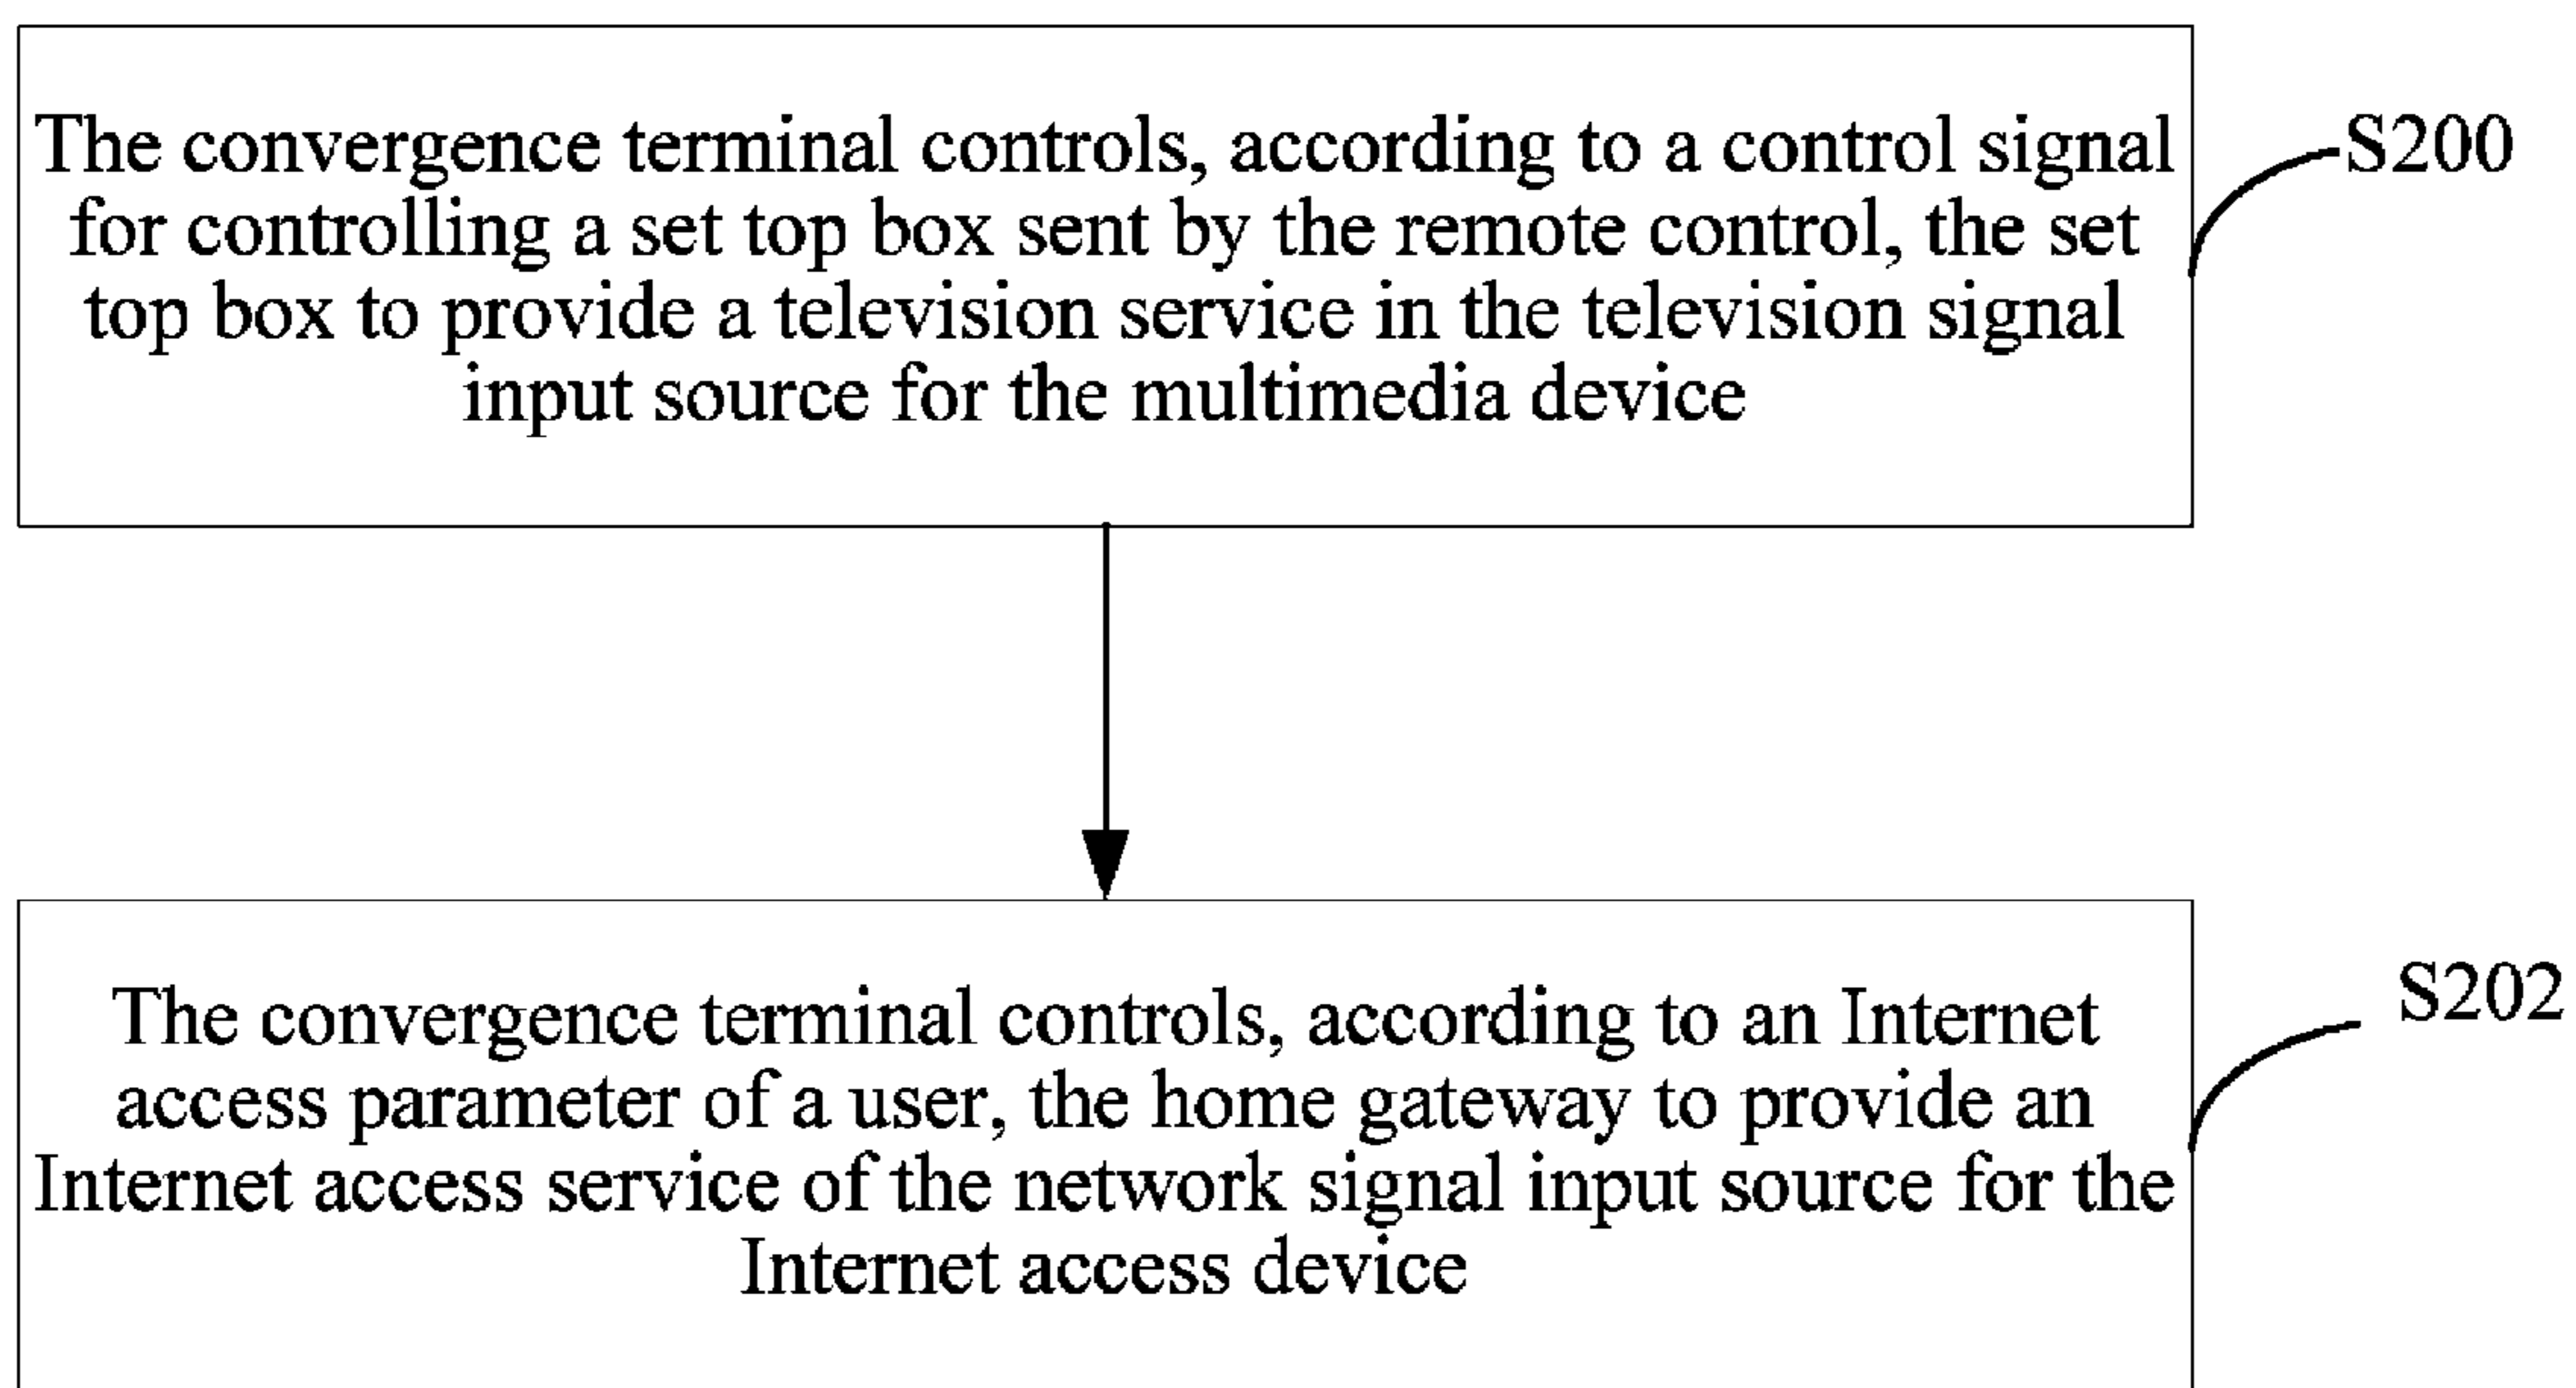 The convergence terminal controls, according to a control signal
for controlling a set top box sent by the remote control, the set
top box to provide a television service in the television signal
input source for the multimedia device
S200
The convergence terminal controls, according to an Internet
access parameter of a user, the home gateway to provide an
Internet access service of the network signal input source for the
Internet access device
S202